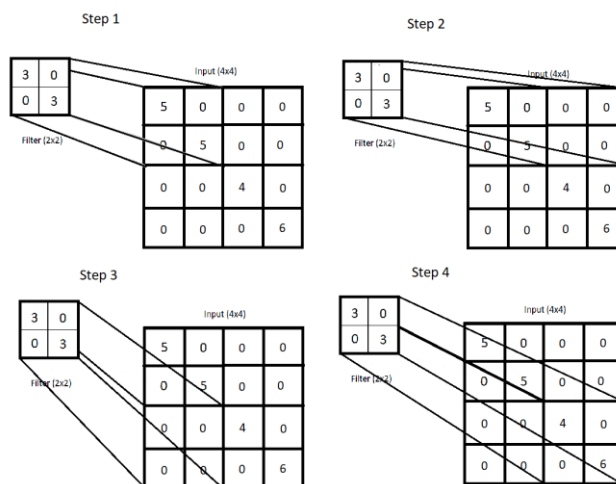 Step 1
Input (4x4)
3 0
0 3
Filter (2x2)
5 0 0 0
0 5 0 0
0 0 4 0
0 0 0 6
Step 2
Input (4x4)
3 0
0 3
Filter (2x2)
5 0 0 0
0 5 0 0
0 0 4 0
0 0 0 6
Step 3
Input (4x4)
3 0
0 3
Filter (2x2)
5 0 0 0
0 5 0 0
0 0 4 0
0 0 0 6
Step 4
Input (4x4)
3 0
0 3
Filter (2x2)
5 0 0 0
0 5 0 0
0 0 4 0
0 0 0 6